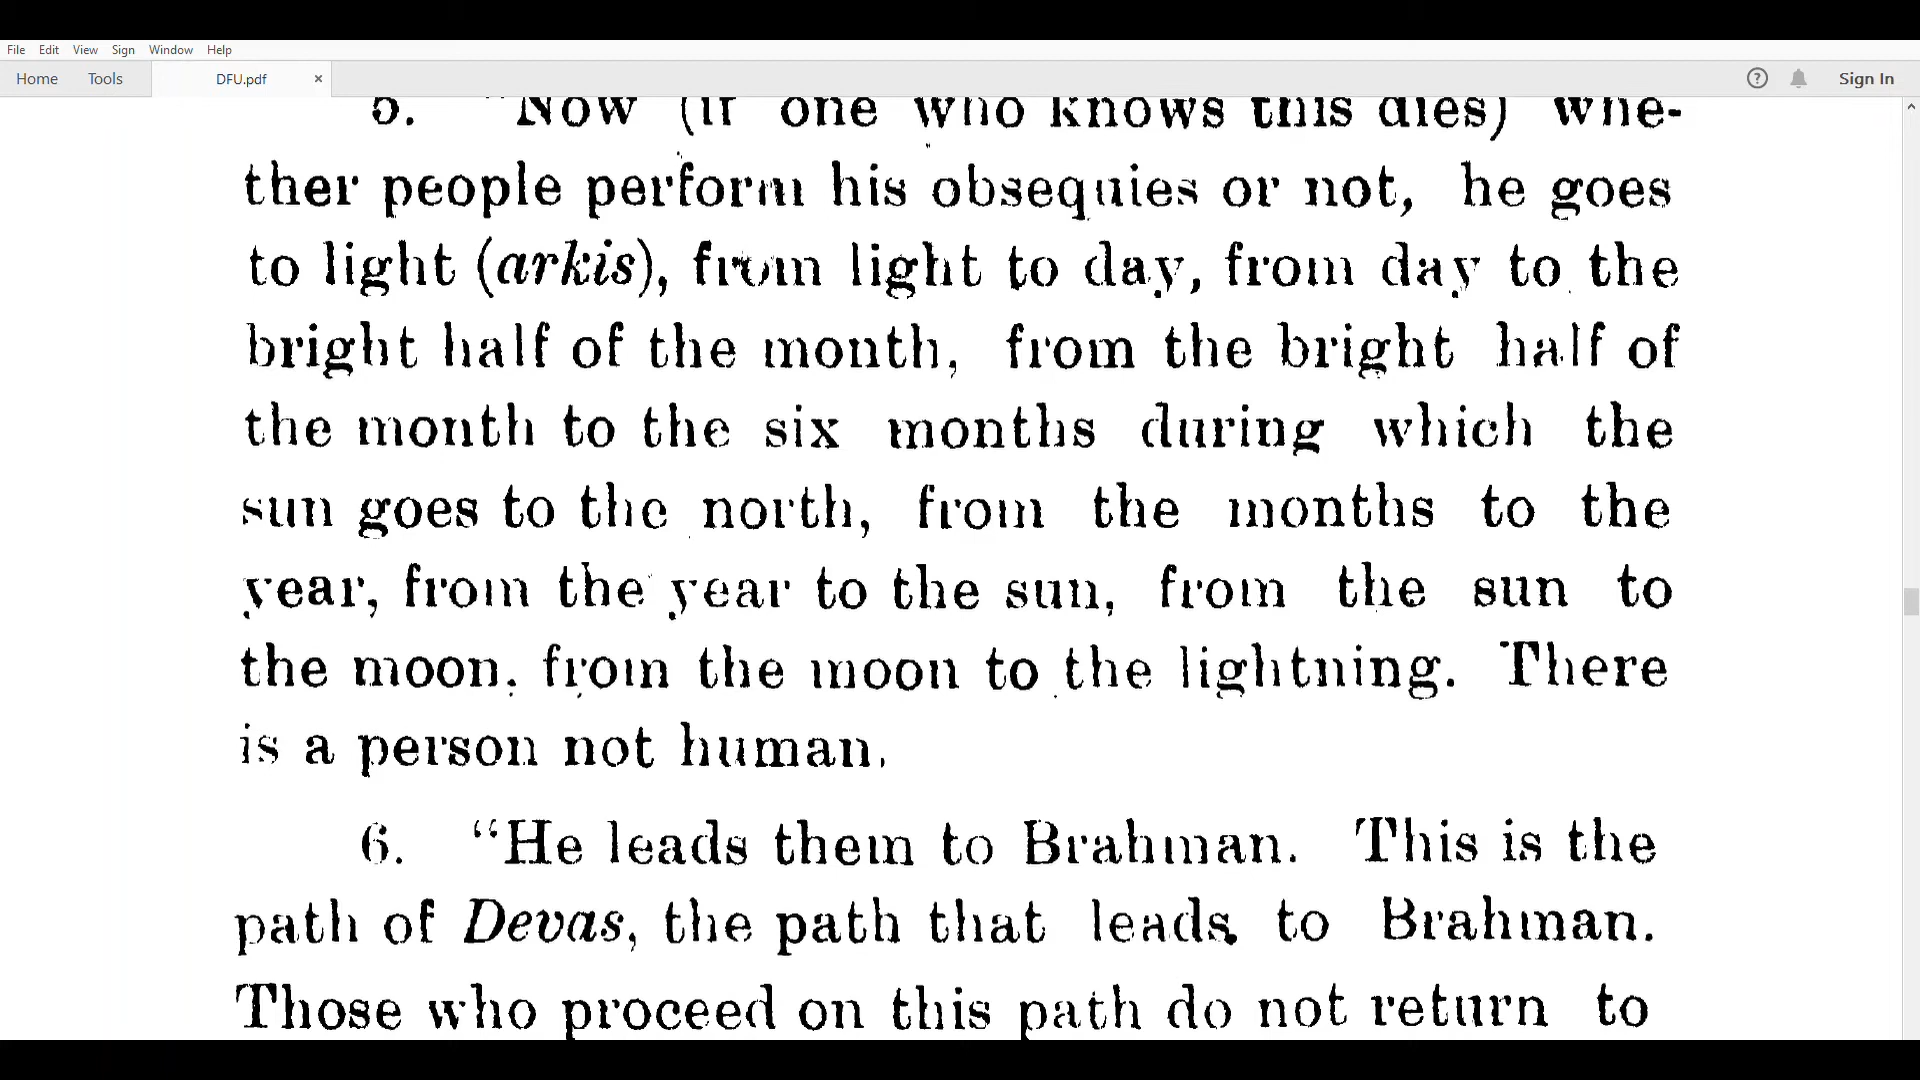 File Edit View Sign Window Help
Home Tools DFU.pdf × ? Sign In
5. "Now (if one who knows this dies) whe-
ther people perform his obsequies or not, he goes
to light (arkis), from light to day, from day to the
bright half of the month, from the bright half of
the month to the six months during which the
sun goes to the north, from the months to the
year, from the year to the sun, from the sun to
the moon. from the moon to the lightning. There
is a person not human.
6. "He leads them to Brahman. This is the
path of Devas, the path that leads to Brahman.
Those who proceed on this path do not return to